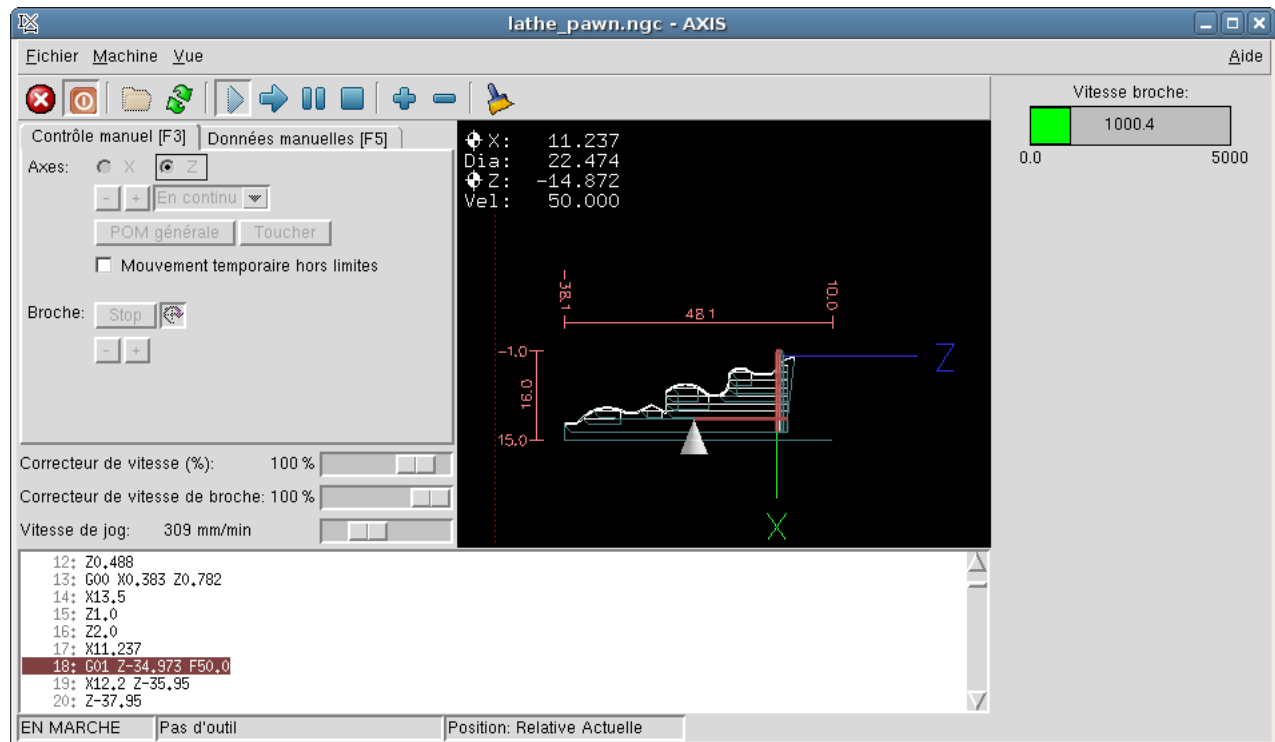 lathe_pawn.ngc - AXIS
Fichier Machine Vue
Aide
Contrôle manuel [F3]
Données manuelles [F5]
Axes: X Z
- + En continu
POM générale Toucher
Mouvement temporaire hors limites
Broche: Stop
- +
Correcteur de vitesse (%): 100 %
Correcteur de vitesse de broche: 100 %
Vitesse de jog: 309 mm/min
X: 11.237
Dia: 22.474
Z: -14.872
Vel: 50.000
-38.1
10.0
48.1
-1.0
16.0
15.0
Z
X
Vitesse broche:
1000.4
0.0 5000
12: Z0.488
13: G00 X0.383 Z0.782
14: X13.5
15: Z1.0
16: Z2.0
17: X11.237
18: G01 Z-34.973 F50.0
19: X12.2 Z-35.95
20: Z-37.95
EN MARCHE
Pas d'outil
Position: Relative Actuelle